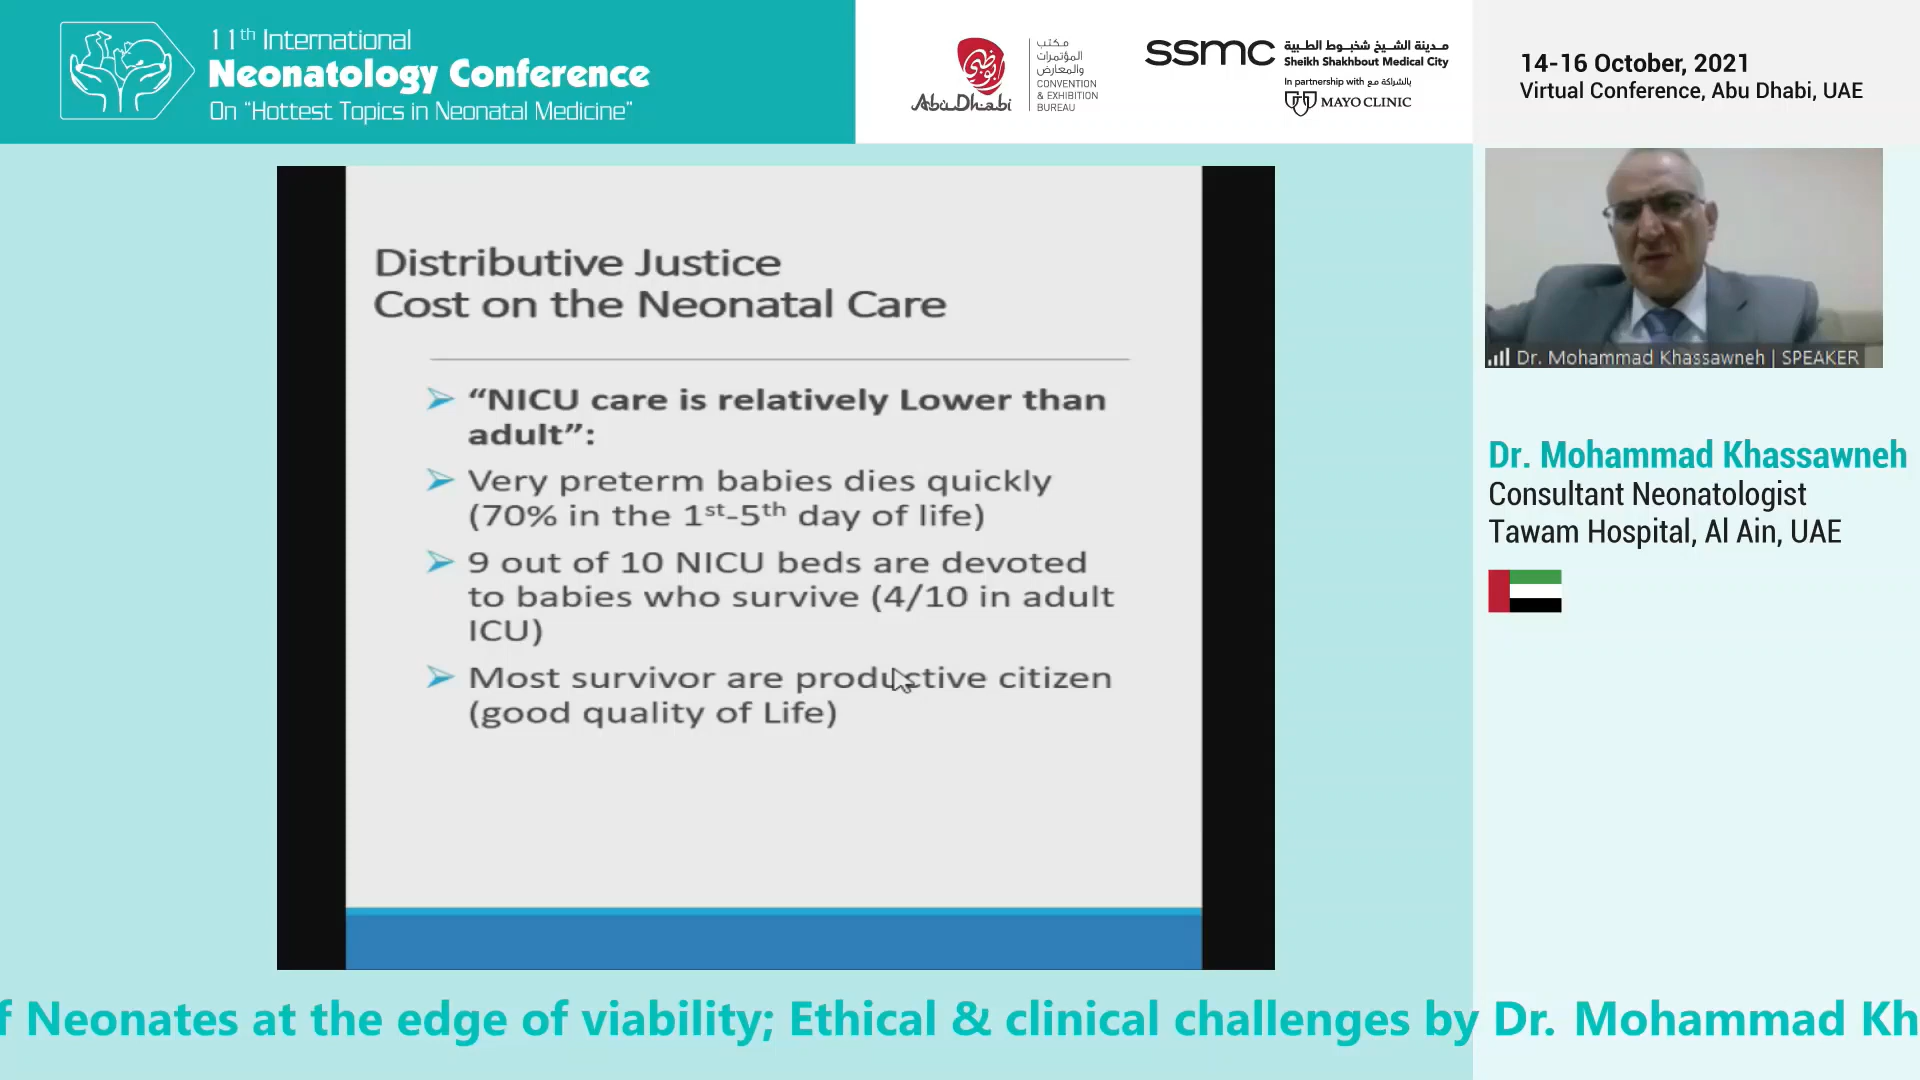 11th International
Neonatology Conference
On “Hottest Topics in Neonatal Medicine”
أبوظبي
AbuDhabi
مكتب
المؤتمرات
والمعارض
CONVENTION
& EXHIBITION
BUREAU
ssmc
مدينة الشيخ شخبوط الطبية
Sheikh Shakhbout Medical City
In partnership with بالشراكة مع
MAYO CLINIC
14-16 October, 2021
Virtual Conference, Abu Dhabi, UAE
Distributive Justice
Cost on the Neonatal Care
“NICU care is relatively Lower than
adult”:
Very preterm babies dies quickly
(70% in the 1st-5th day of life)
9 out of 10 NICU beds are devoted
to babies who survive (4/10 in adult
ICU)
Most survivor are productive citizen
(good quality of Life)
Dr. Mohammad Khassawneh | SPEAKER
Dr. Mohammad Khassawneh
Consultant Neonatologist
Tawam Hospital, Al Ain, UAE
f Neonates at the edge of viability; Ethical & clinical challenges by Dr. Mohammad Kh